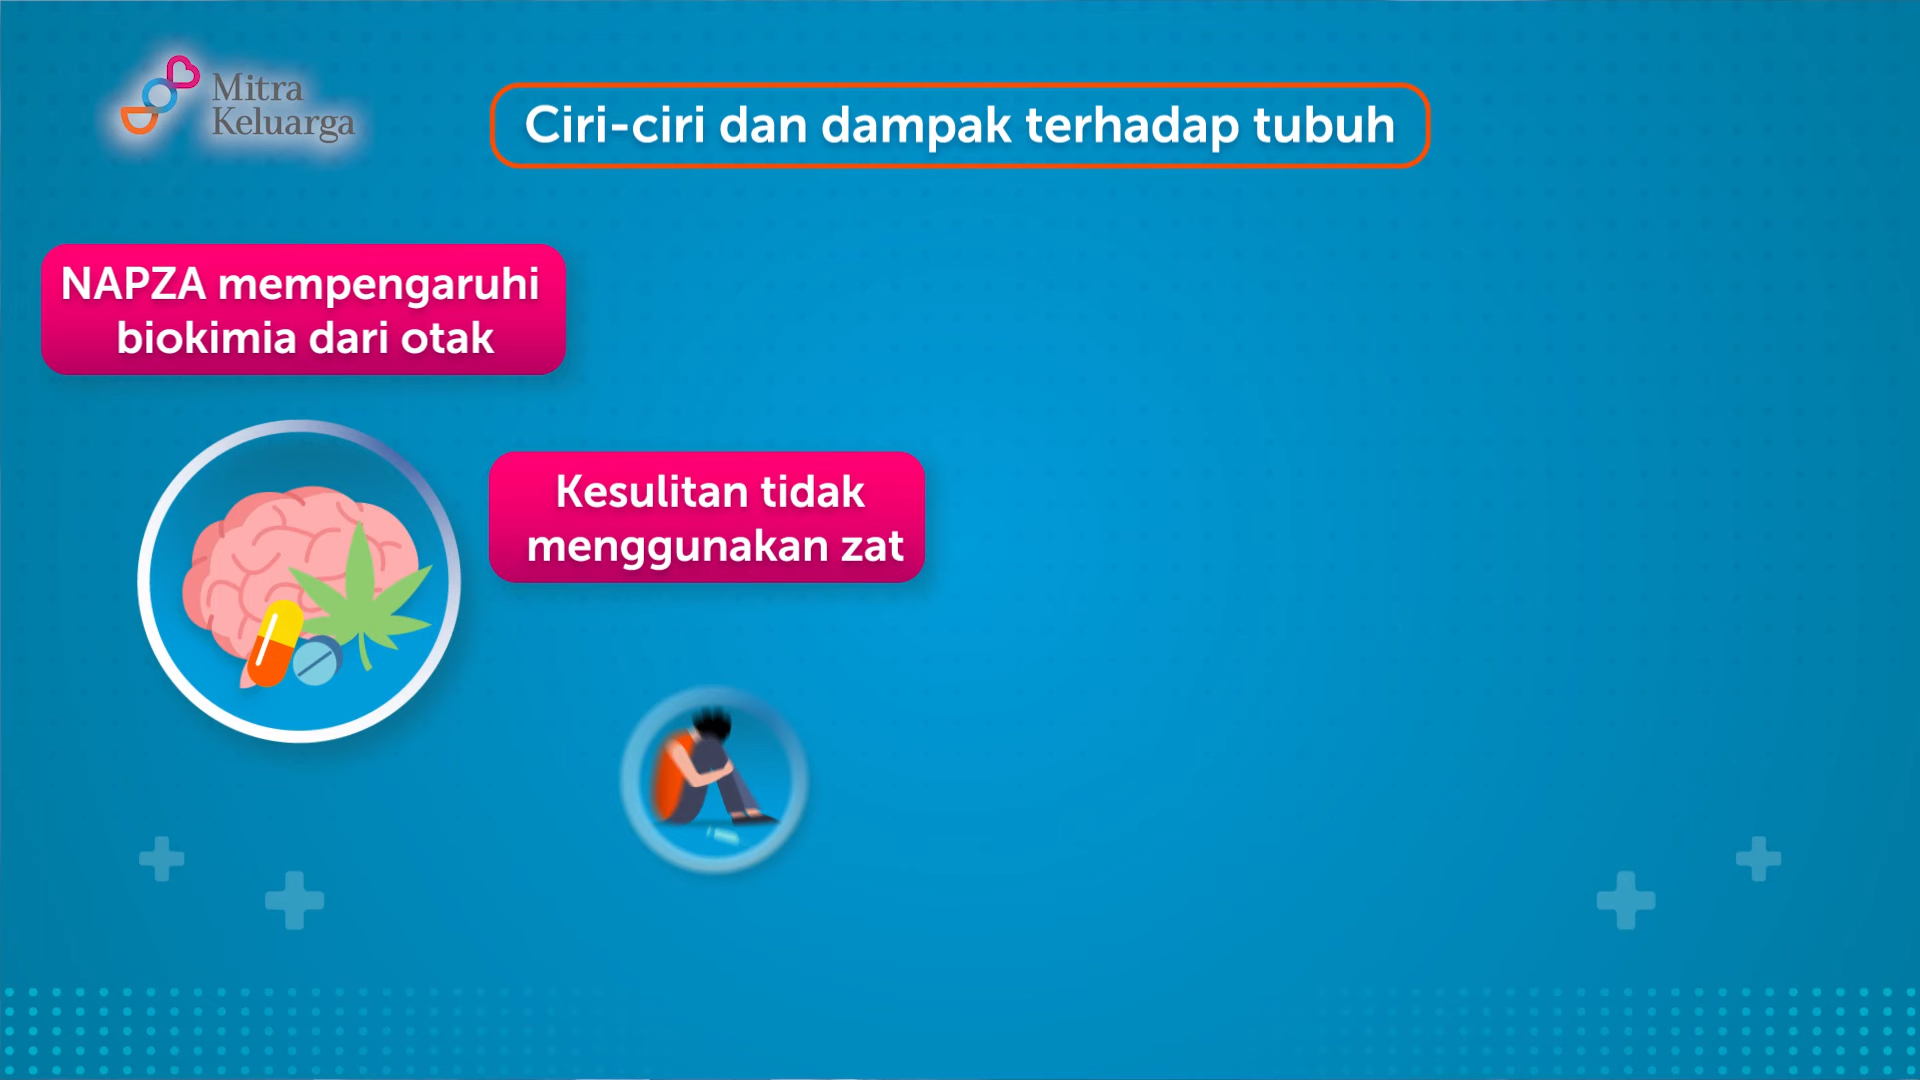 Mitra
Keluarga
Ciri-ciri dan dampak terhadap tubuh
NAPZA mempengaruhi
biokimia dari otak
Kesulitan tidak
menggunakan zat